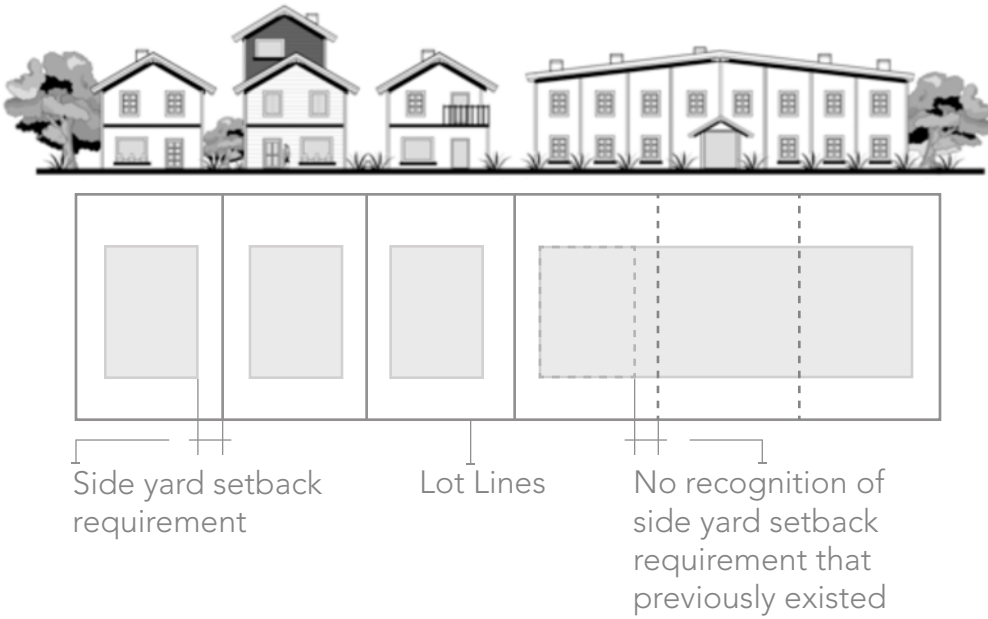 Side yard setback
requirement
Lot Lines
No recognition of
side yard setback
requirement that
previously existed